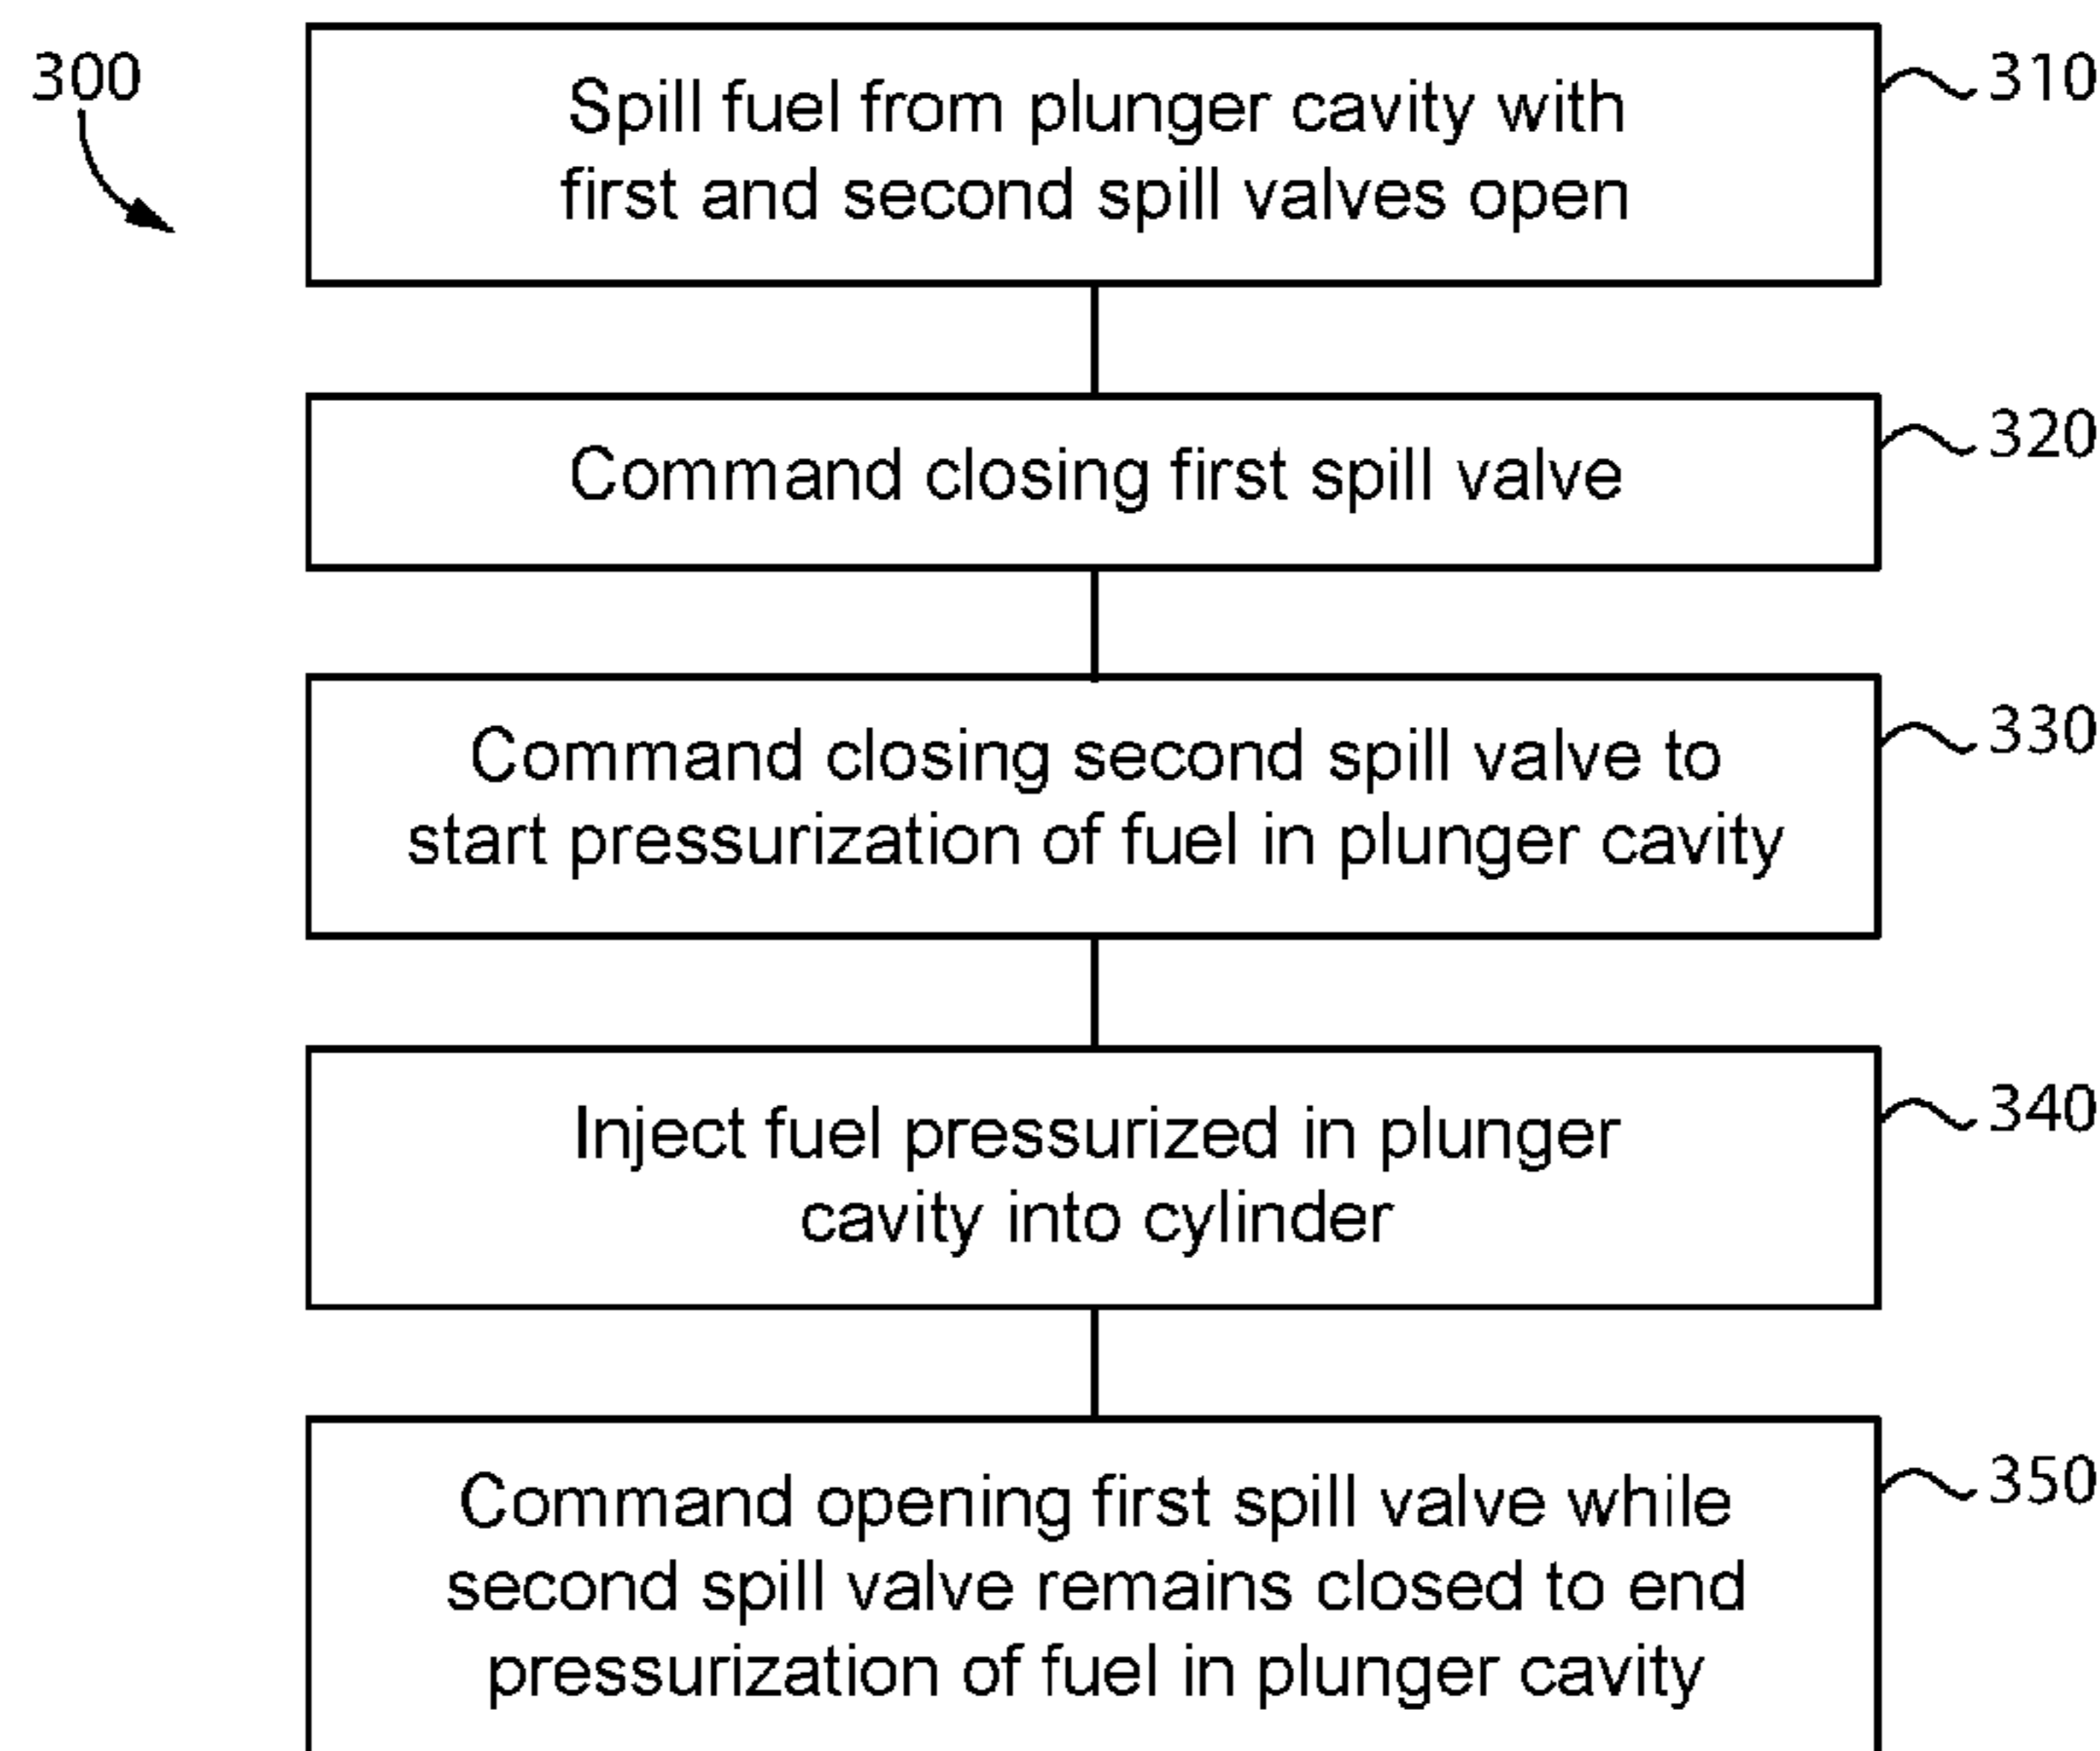 300
Spill fuel from plunger cavity with
first and second spill valves open
310
Command closing first spill valve
320
Command closing second spill valve to
start pressurization of fuel in plunger cavity
330
Inject fuel pressurized in plunger
cavity into cylinder
340
Command opening first spill valve while
second spill valve remains closed to end
pressurization of fuel in plunger cavity
350